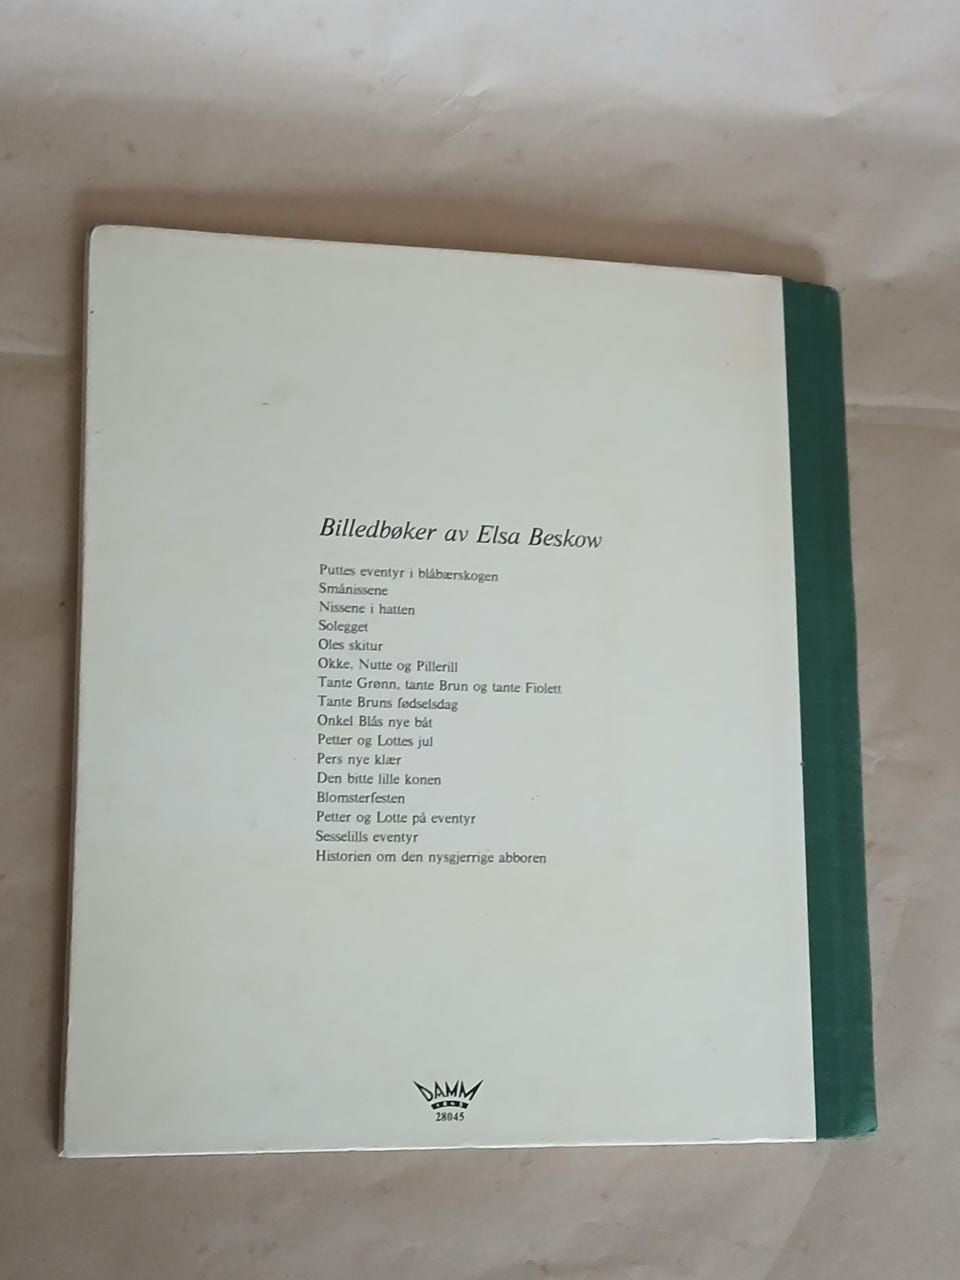 Billedbøker av Elsa Beskow
Puttes eventyr i blåbærskogen
Smånissene
Nissene i hatten
Solegget
Oles skitur
Okke, Nutte og Pillerill
Tante Grønn, tante Brun og tante Fiolett
Tante Bruns fødselsdag
Onkel Blås nye båt
Petter og Lottes jul
Pers nye klær
Den bitte lille konen
Blomsterfesten
Petter og Lotte på eventyr
Sesselills eventyr
Historien om den nysgjerrige abboren
DAMM
1843
28045